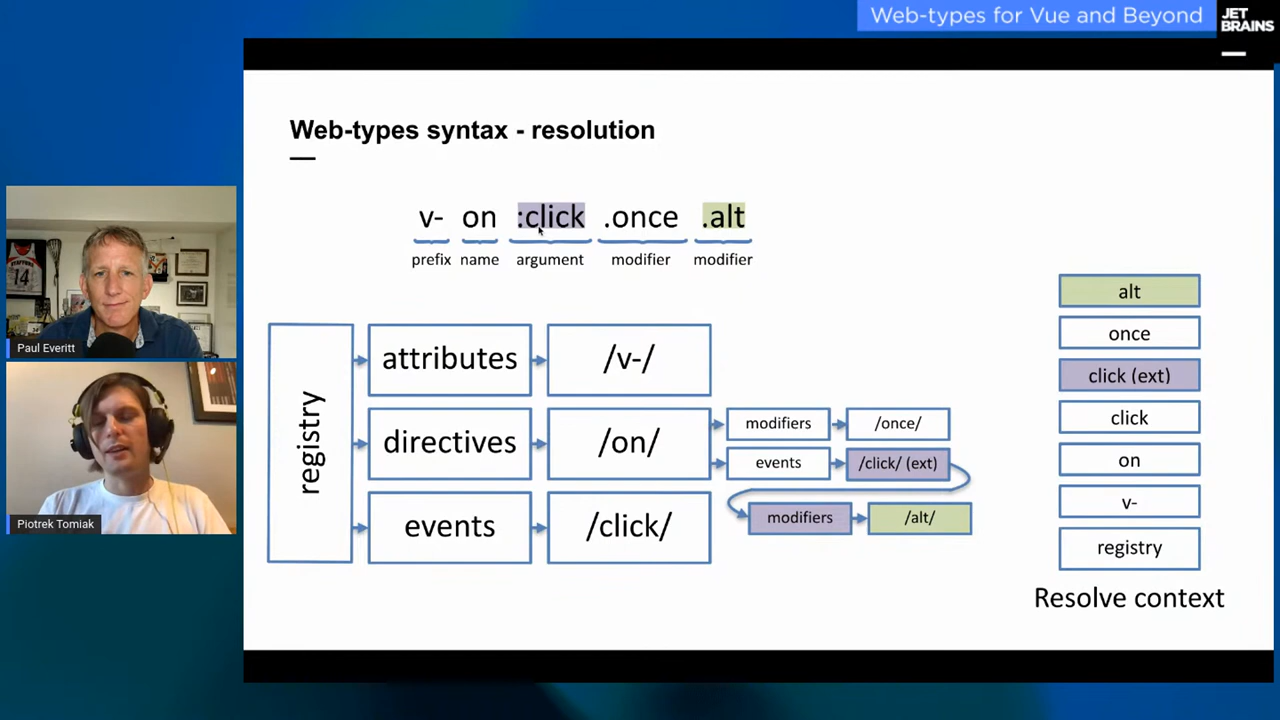 Web-types for Vue and Beyond
JET
BRAINS
Web-types syntax - resolution
v- on :click .once .alt
prefix name argument modifier modifier
registry
attributes
/v-/
directives
/on/
events
/click/
modifiers
/once/
events
/click/ (ext)
modifiers
/alt/
alt
once
click (ext)
click
on
v-
registry
Resolve context
14
Paul Everitt
Piotrek Tomiak